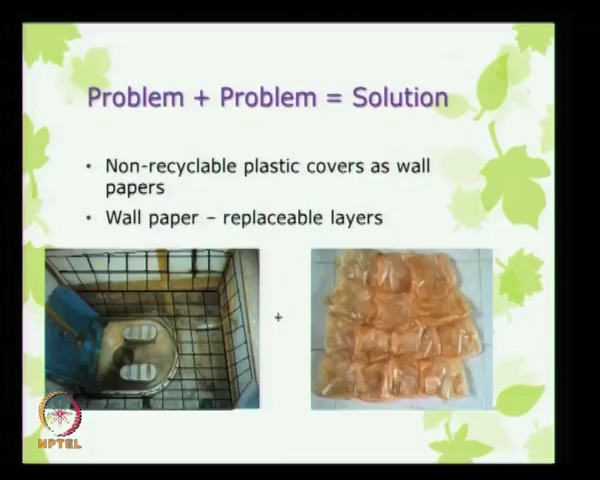 Problem + Problem = Solution
• Non-recyclable plastic covers as wall
papers
• Wall paper – replaceable layers
+
NPTEL